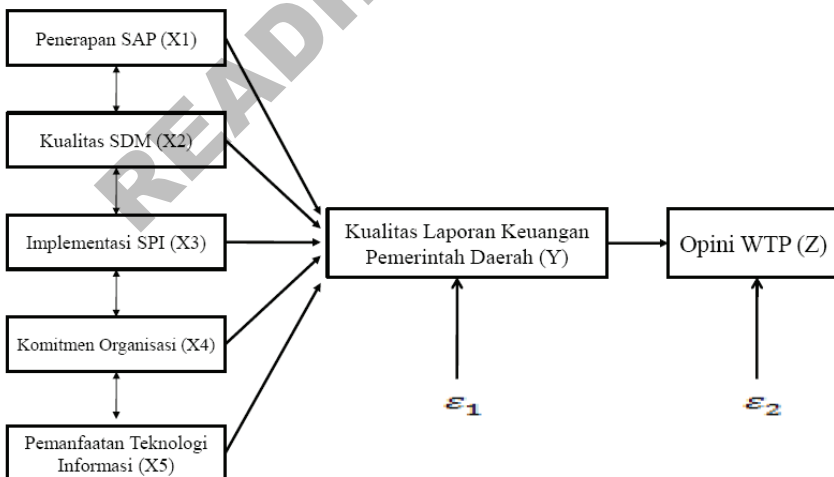 Penerapan SAP (X1)
Kualitas SDM (X2)
Implementasi SPI (X3)
Komitmen Organisasi (X4)
Pemanfaatan Teknologi
Informasi (X5)
Kualitas Laporan Keuangan
Pemerintah Daerah (Y)
Opini WTP (Z)
ε1
ε2